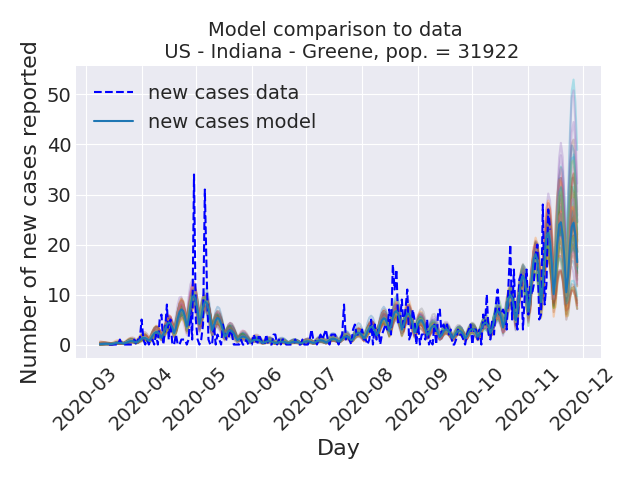 Model comparison to data
US - Indiana - Greene, pop. = 31922
Number of new cases reported
50
40
30
20
10
0
new cases data
new cases model
2020-03
2020-04
2020-05
2020-06
2020-07
2020-08
2020-09
2020-10
2020-11
2020-12
Day